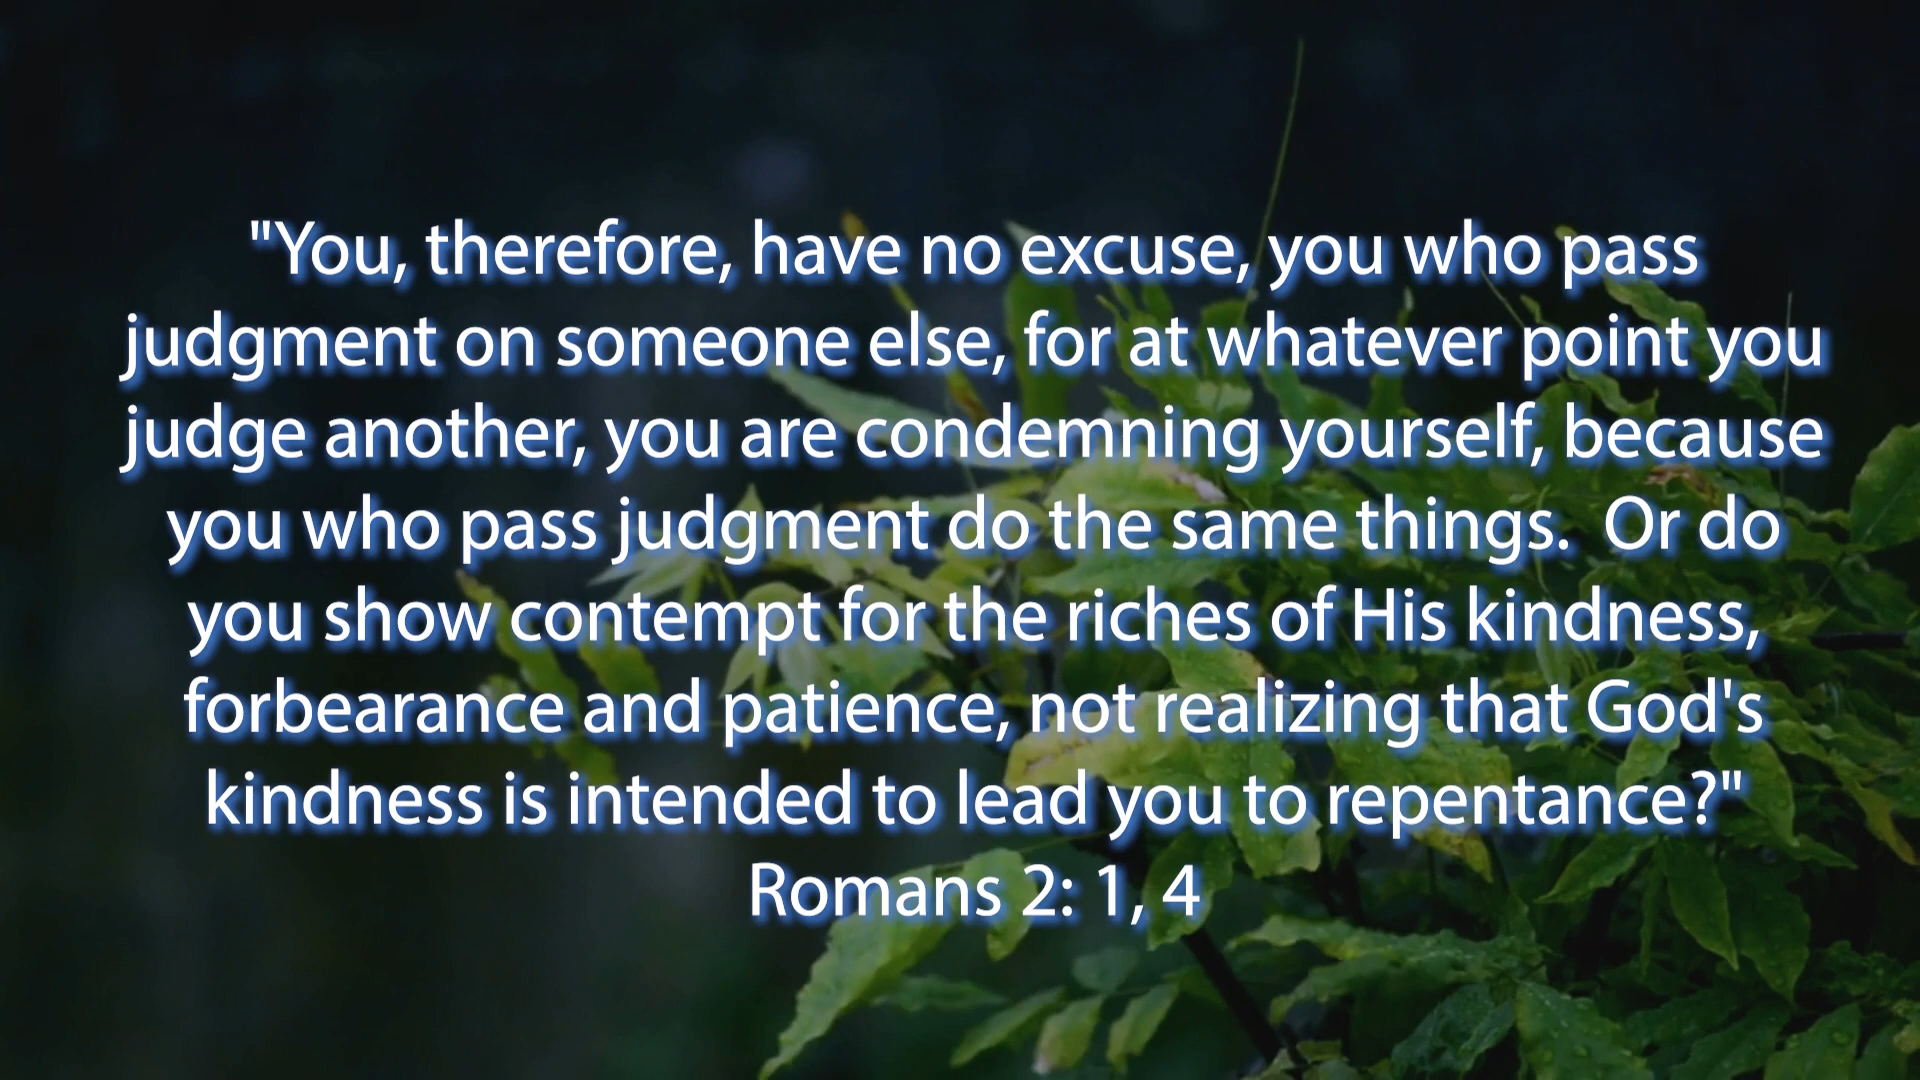 "You, therefore, have no excuse, you who pass
judgment on someone else, for at whatever point you
judge another, you are condemning yourself, because
you who pass judgment do the same things.  Or do
you show contempt for the riches of His kindness,
forbearance and patience, not realizing that God's
kindness is intended to lead you to repentance?"
Romans 2: 1, 4